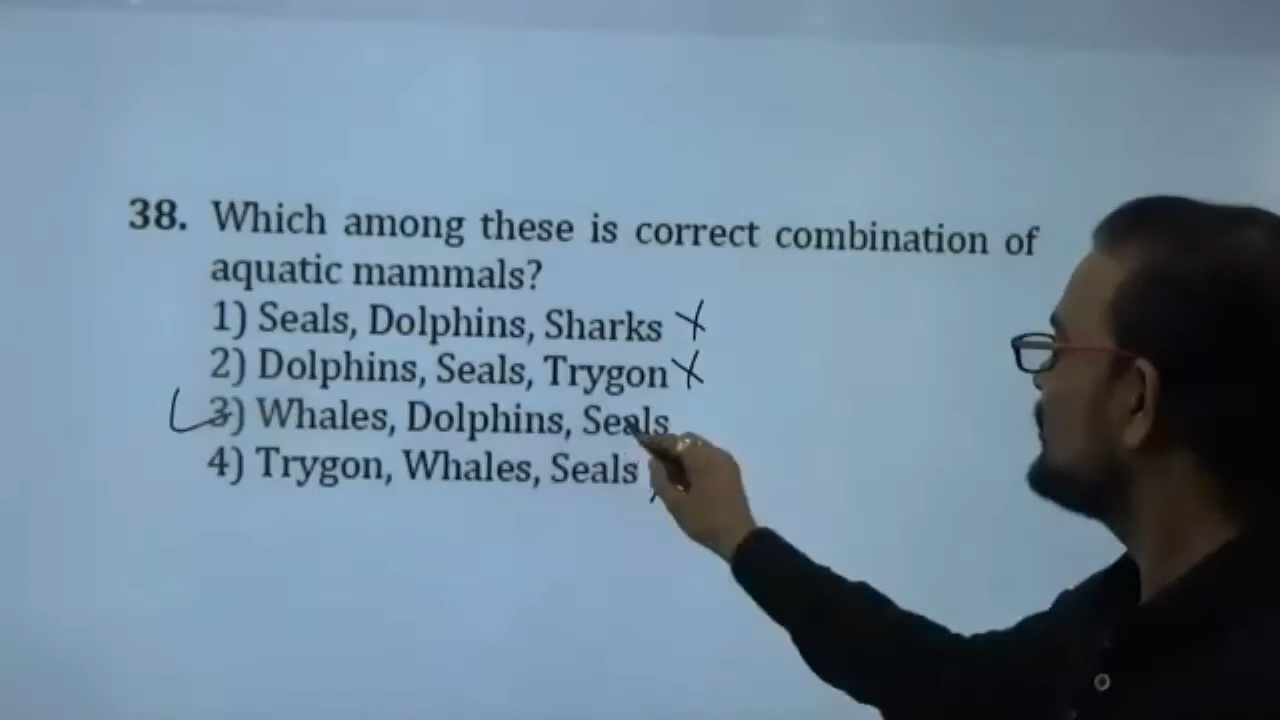 38. Which among these is correct combination of
aquatic mammals?
1) Seals, Dolphins, Sharks
2) Dolphins, Seals, Trygon
3) Whales, Dolphins, Seals
4) Trygon, Whales, Seals